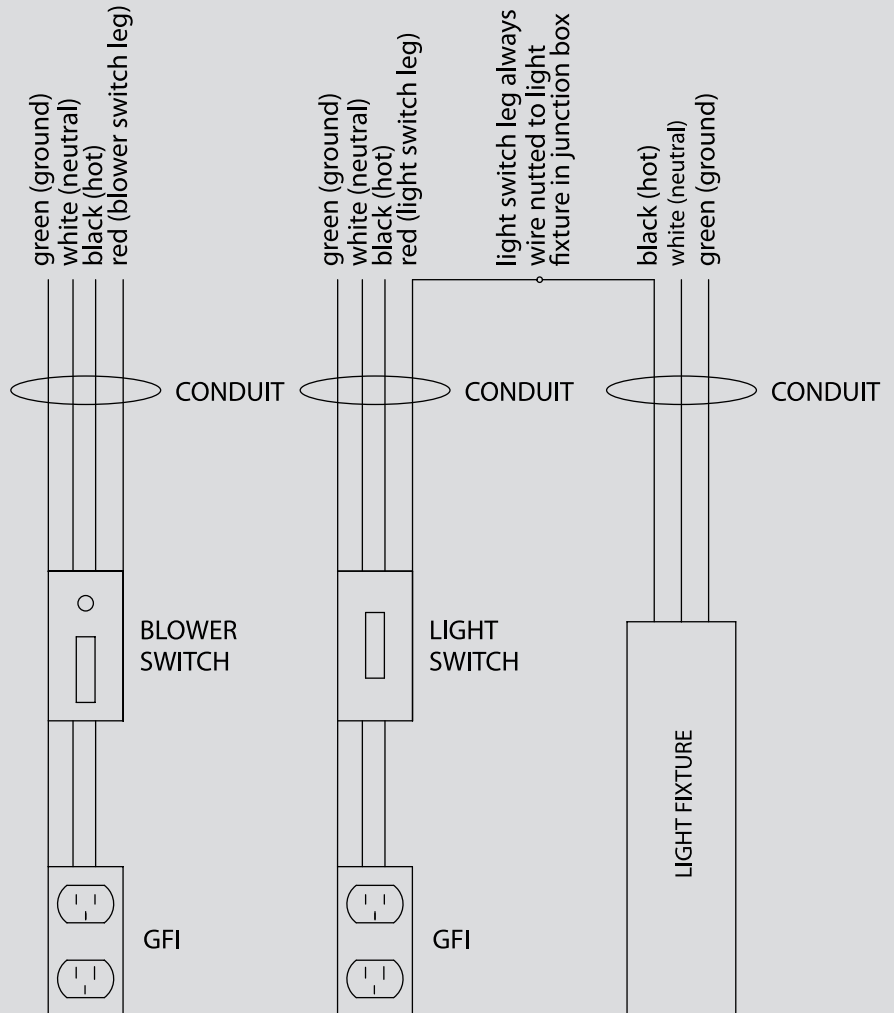 green (ground)
white (neutral)
black (hot)
red (blower switch leg)
green (ground)
white (neutral)
black (hot)
red (light switch leg)
light switch leg always
wire nutted to light
fixture in junction box
black (hot)
white (neutral)
green (ground)
CONDUIT
CONDUIT
CONDUIT
BLOWER
SWITCH
LIGHT
SWITCH
LIGHT FIXTURE
GFI
GFI